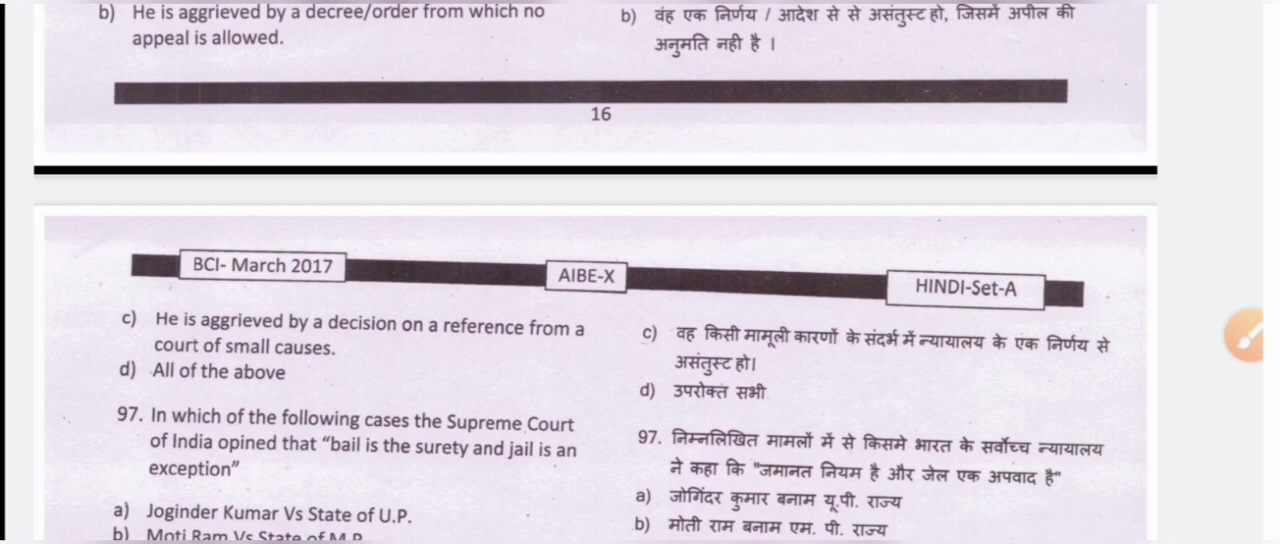 b) He is aggrieved by a decree/order from which no
appeal is allowed.
b) वंह एक निर्णय / आदेश से से असंतुस्ट हो, जिसमें अपील की
अनुमति नही है ।
16
BCI- March 2017
AIBE-X
HINDI-Set-A
c) He is aggrieved by a decision on a reference from a
court of small causes.
d) All of the above
97. In which of the following cases the Supreme Court
of India opined that “bail is the surety and jail is an
exception”
a) Joginder Kumar Vs State of U.P.
b) Moti Ram Vs State of M.P.
c) वह किसी मामूली कारणों के संदर्भ में न्यायालय के एक निर्णय से
असंतुस्ट हो।
d) उपरोक्त सभी
97. निम्नलिखित मामलों में से किसमे भारत के सर्वोच्च न्यायालय
ने कहा कि "जमानत नियम है और जेल एक अपवाद है"
a) जोगिंदर कुमार बनाम यू.पी. राज्य
b) मोती राम बनाम एम. पी. राज्य